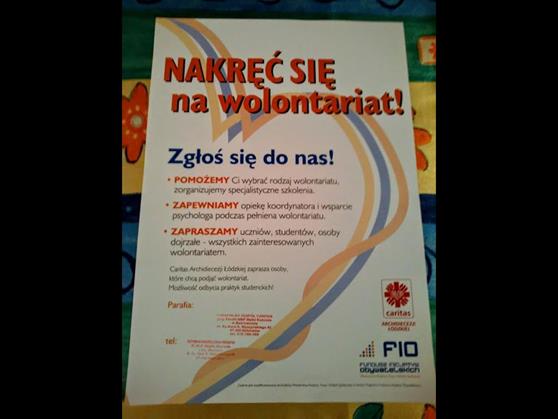 NAKRĘĆ SIĘ
na wolontariat!
Zgłoś się do nas!
• POMOŻEMY Ci wybrać rodzaj wolontariatu,
zorganizujemy specjalistyczne szkolenia.
• ZAPEWNIAMY opiekę koordynatora i wsparcie
psychologa podczas pełnienia wolontariatu.
• ZAPRASZAMY uczniów, studentów, osoby
dojrzałe - wszystkich zainteresowanych
wolontariatem.
Caritas Archidiecezji Łódzkiej zaprasza osoby,
które chcą podjąć wolontariat.
Możliwość odbycia praktyk studenckich!
Parafia:
tel:
caritas
ARCHIDIECEZJI
ŁÓDZKIEJ
FIO
FUNDUSZ INICJATYW
obywatelskich